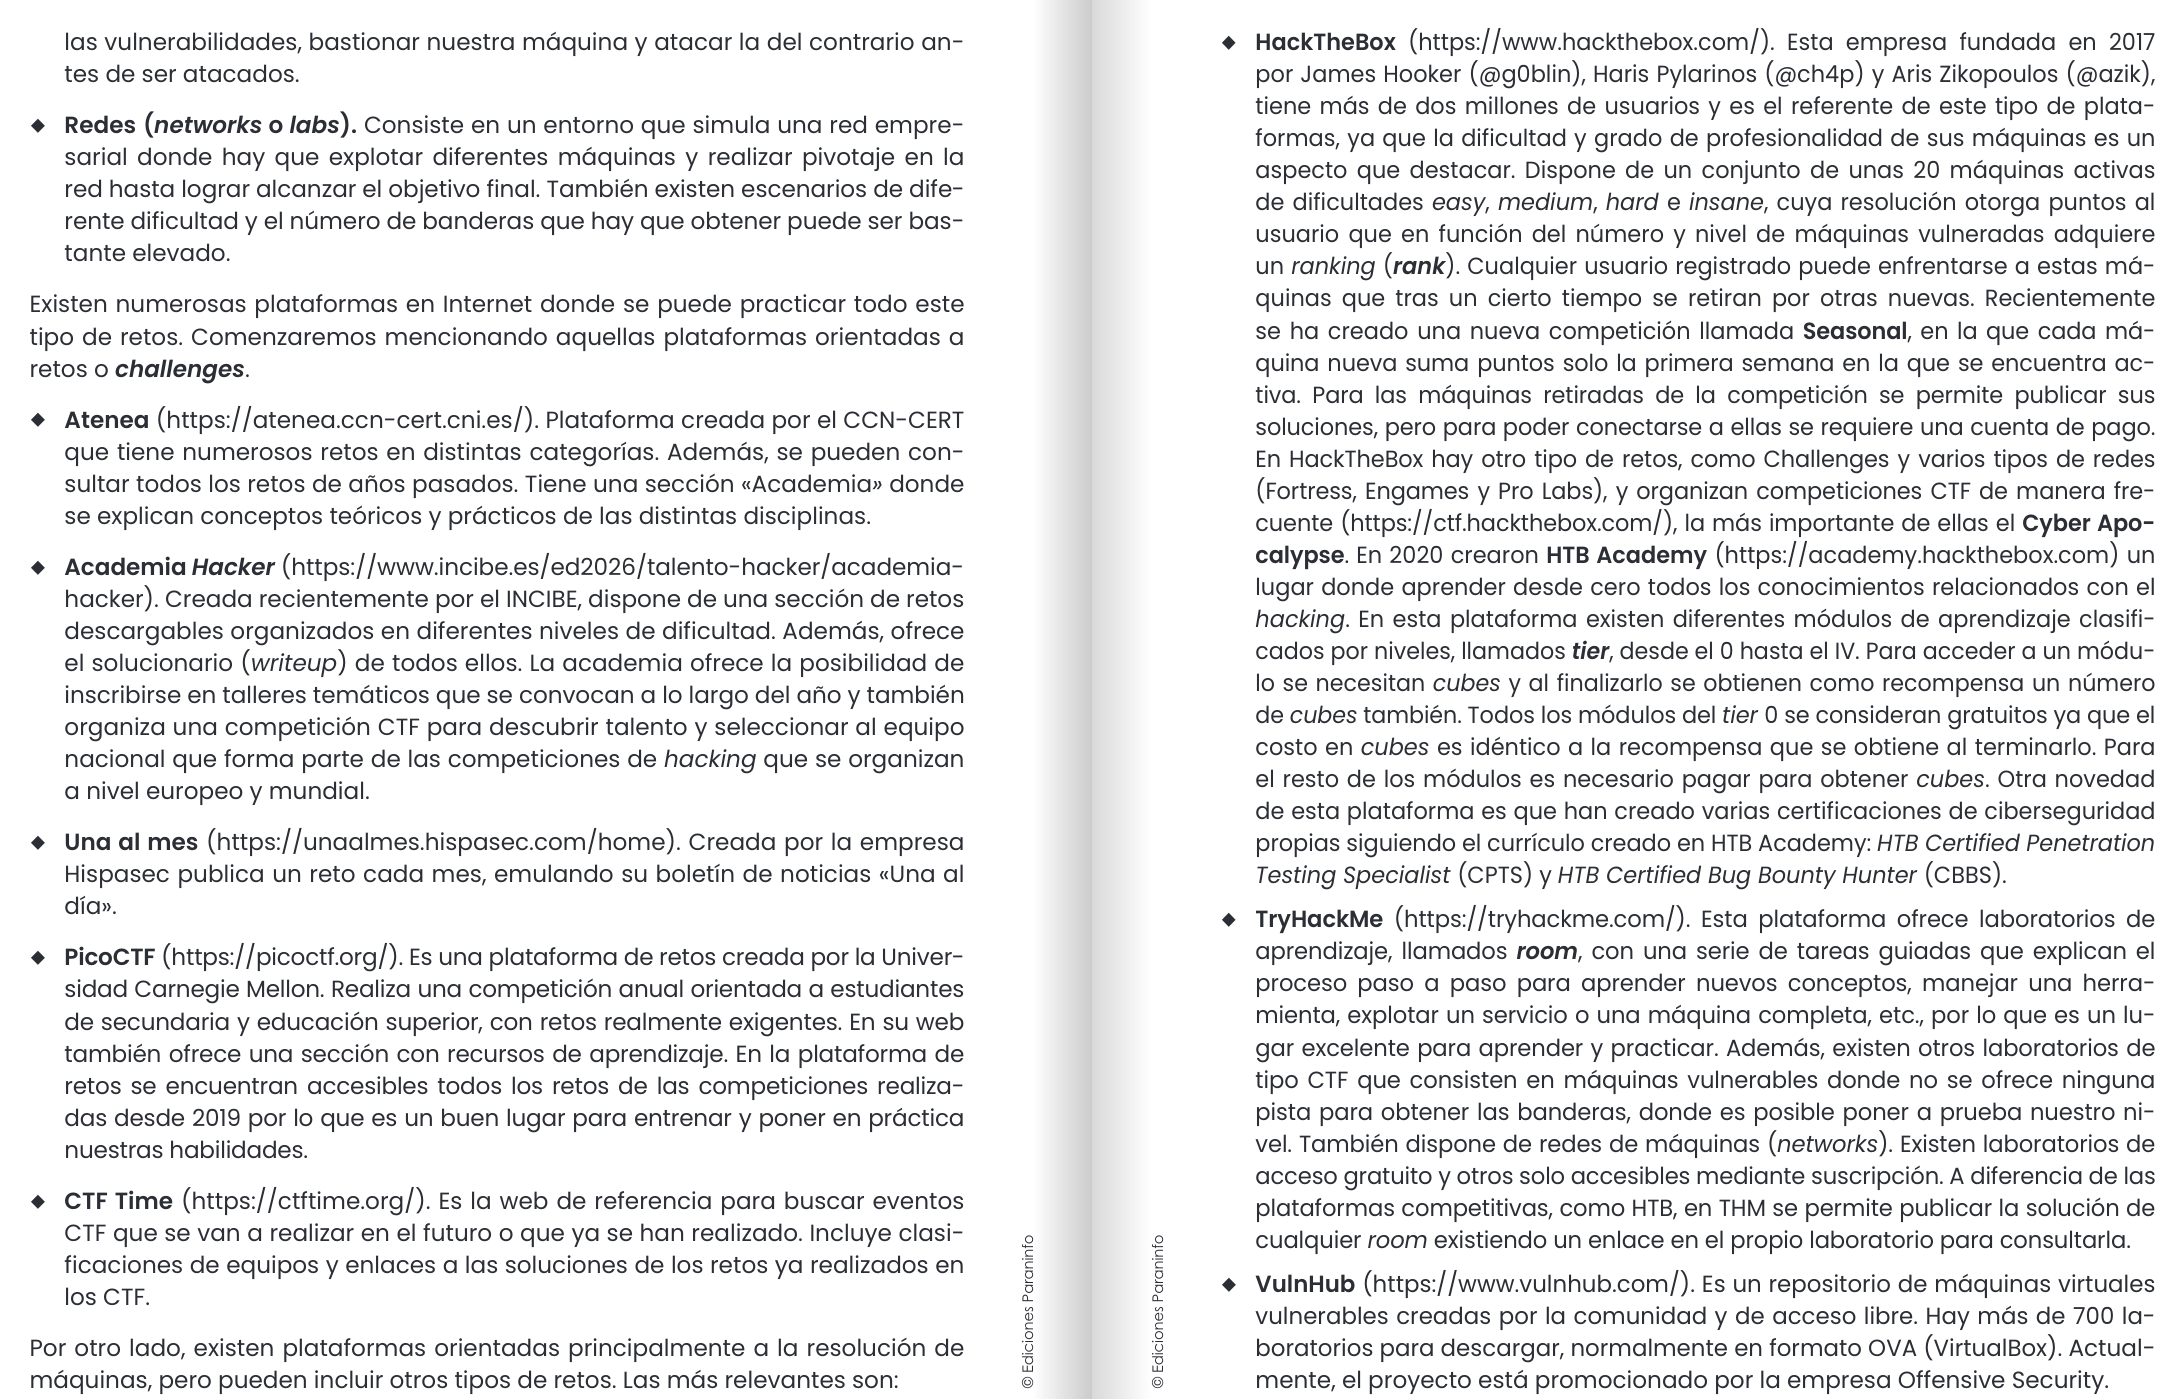 las vulnerabilidades, bastionar nuestra máquina y atacar la del contrario an-
tes de ser atacados.
◆ Redes (networks o labs). Consiste en un entorno que simula una red empre-
sarial donde hay que explotar diferentes máquinas y realizar pivotaje en la
red hasta lograr alcanzar el objetivo final. También existen escenarios de dife-
rente dificultad y el número de banderas que hay que obtener puede ser bas-
tante elevado.
Existen numerosas plataformas en Internet donde se puede practicar todo este
tipo de retos. Comenzaremos mencionando aquellas plataformas orientadas a
retos o challenges.
◆ Atenea (https://atenea.ccn-cert.cni.es/). Plataforma creada por el CCN-CERT
que tiene numerosos retos en distintas categorías. Además, se pueden con-
sultar todos los retos de años pasados. Tiene una sección «Academia» donde
se explican conceptos teóricos y prácticos de las distintas disciplinas.
◆ Academia Hacker (https://www.incibe.es/ed2026/talento-hacker/academia-
hacker). Creada recientemente por el INCIBE, dispone de una sección de retos
descargables organizados en diferentes niveles de dificultad. Además, ofrece
el solucionario (writeup) de todos ellos. La academia ofrece la posibilidad de
inscribirse en talleres temáticos que se convocan a lo largo del año y también
organiza una competición CTF para descubrir talento y seleccionar al equipo
nacional que forma parte de las competiciones de hacking que se organizan
a nivel europeo y mundial.
◆ Una al mes (https://unaalmes.hispasec.com/home). Creada por la empresa
Hispasec publica un reto cada mes, emulando su boletín de noticias «Una al
día».
◆ PicoCTF (https://picoctf.org/). Es una plataforma de retos creada por la Univer-
sidad Carnegie Mellon. Realiza una competición anual orientada a estudiantes
de secundaria y educación superior, con retos realmente exigentes. En su web
también ofrece una sección con recursos de aprendizaje. En la plataforma de
retos se encuentran accesibles todos los retos de las competiciones realiza-
das desde 2019 por lo que es un buen lugar para entrenar y poner en práctica
nuestras habilidades.
◆ CTF Time (https://ctftime.org/). Es la web de referencia para buscar eventos
CTF que se van a realizar en el futuro o que ya se han realizado. Incluye clasi-
ficaciones de equipos y enlaces a las soluciones de los retos ya realizados en
los CTF.
Por otro lado, existen plataformas orientadas principalmente a la resolución de
máquinas, pero pueden incluir otros tipos de retos. Las más relevantes son:
© Ediciones Paraninfo
© Ediciones Paraninfo
◆ HackTheBox (https://www.hackthebox.com/). Esta empresa fundada en 2017
por James Hooker (@g0blin), Haris Pylarinos (@ch4p) y Aris Zikopoulos (@azik),
tiene más de dos millones de usuarios y es el referente de este tipo de plata-
formas, ya que la dificultad y grado de profesionalidad de sus máquinas es un
aspecto que destacar. Dispone de un conjunto de unas 20 máquinas activas
de dificultades easy, medium, hard e insane, cuya resolución otorga puntos al
usuario que en función del número y nivel de máquinas vulneradas adquiere
un ranking (rank). Cualquier usuario registrado puede enfrentarse a estas má-
quinas que tras un cierto tiempo se retiran por otras nuevas. Recientemente
se ha creado una nueva competición llamada Seasonal, en la que cada má-
quina nueva suma puntos solo la primera semana en la que se encuentra ac-
tiva. Para las máquinas retiradas de la competición se permite publicar sus
soluciones, pero para poder conectarse a ellas se requiere una cuenta de pago.
En HackTheBox hay otro tipo de retos, como Challenges y varios tipos de redes
(Fortress, Engames y Pro Labs), y organizan competiciones CTF de manera fre-
cuente (https://ctf.hackthebox.com/), la más importante de ellas el Cyber Apo-
calypse. En 2020 crearon HTB Academy (https://academy.hackthebox.com) un
lugar donde aprender desde cero todos los conocimientos relacionados con el
hacking. En esta plataforma existen diferentes módulos de aprendizaje clasifi-
cados por niveles, llamados tier, desde el 0 hasta el IV. Para acceder a un módu-
lo se necesitan cubes y al finalizarlo se obtienen como recompensa un número
de cubes también. Todos los módulos del tier 0 se consideran gratuitos ya que el
costo en cubes es idéntico a la recompensa que se obtiene al terminarlo. Para
el resto de los módulos es necesario pagar para obtener cubes. Otra novedad
de esta plataforma es que han creado varias certificaciones de ciberseguridad
propias siguiendo el currículo creado en HTB Academy: HTB Certified Penetration
Testing Specialist (CPTS) y HTB Certified Bug Bounty Hunter (CBBS).
◆ TryHackMe (https://tryhackme.com/). Esta plataforma ofrece laboratorios de
aprendizaje, llamados room, con una serie de tareas guiadas que explican el
proceso paso a paso para aprender nuevos conceptos, manejar una herra-
mienta, explotar un servicio o una máquina completa, etc., por lo que es un lu-
gar excelente para aprender y practicar. Además, existen otros laboratorios de
tipo CTF que consisten en máquinas vulnerables donde no se ofrece ninguna
pista para obtener las banderas, donde es posible poner a prueba nuestro ni-
vel. También dispone de redes de máquinas (networks). Existen laboratorios de
acceso gratuito y otros solo accesibles mediante suscripción. A diferencia de las
plataformas competitivas, como HTB, en THM se permite publicar la solución de
cualquier room existiendo un enlace en el propio laboratorio para consultarla.
◆ VulnHub (https://www.vulnhub.com/). Es un repositorio de máquinas virtuales
vulnerables creadas por la comunidad y de acceso libre. Hay más de 700 la-
boratorios para descargar, normalmente en formato OVA (VirtualBox). Actual-
mente, el proyecto está promocionado por la empresa Offensive Security.